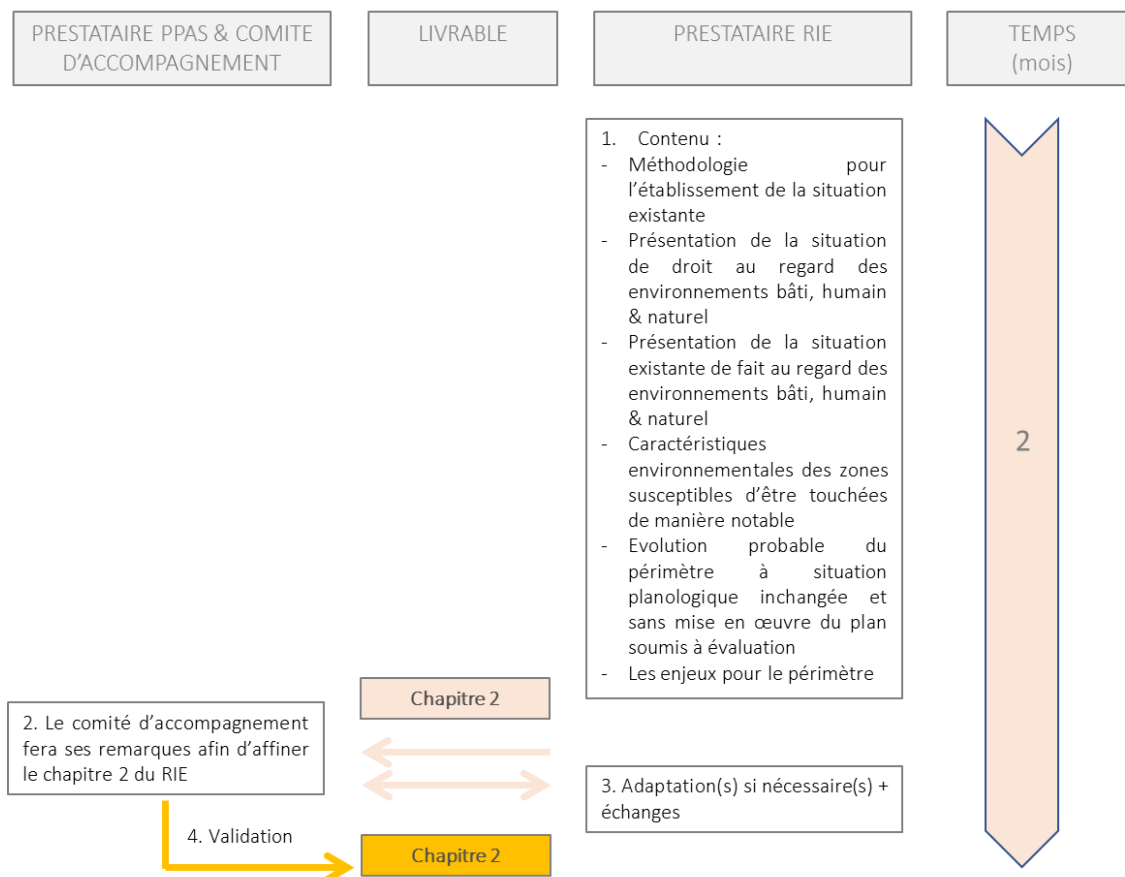 PRESTATAIRE PPAS & COMITE
D’ACCOMPAGNEMENT
LIVRABLE
PRESTATAIRE RIE
TEMPS
(mois)
1. Contenu :
- Méthodologie pour
l’établissement de la situation
existante
- Présentation de la situation
de droit au regard des
environnements bâti, humain
& naturel
- Présentation de la situation
existante de fait au regard des
environnements bâti, humain
& naturel
- Caractéristiques
environnementales des zones
susceptibles d’être touchées
de manière notable
- Evolution probable du
périmètre à situation
planologique inchangée et
sans mise en œuvre du plan
soumis à évaluation
- Les enjeux pour le périmètre
2
Chapitre 2
2. Le comité d’accompagnement
fera ses remarques afin d’affiner
le chapitre 2 du RIE
3. Adaptation(s) si nécessaire(s) +
échanges
4. Validation
Chapitre 2